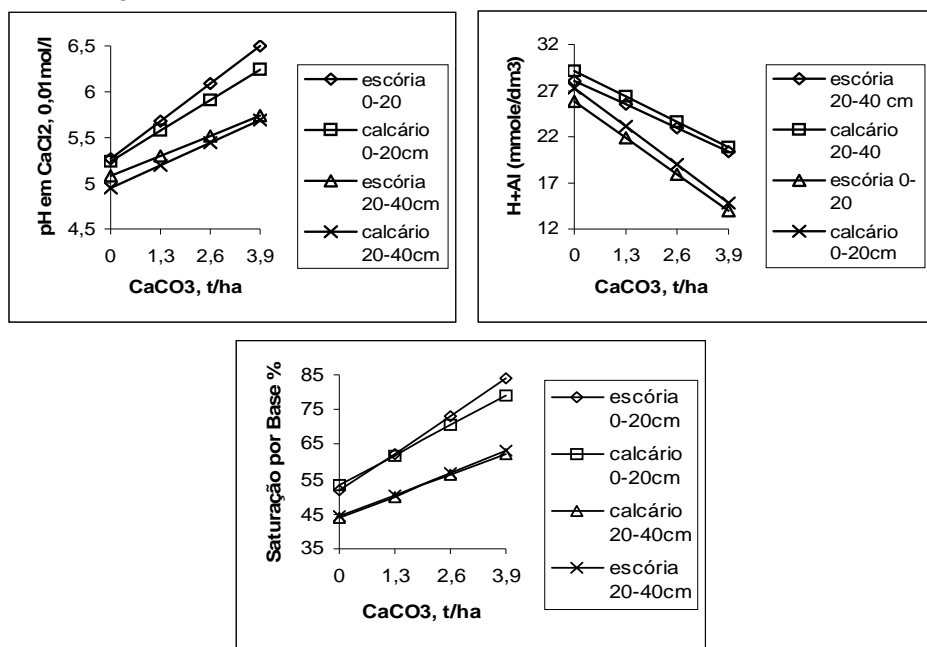 pH em CaCl2, 0,01mol/l
6,5
6
5,5
5
4,5
0 1,3 2,6 3,9
CaCO3, t/ha
escória
0-20
calcário
0-20cm
escória
20-40cm
calcário
20-40cm
H+Al (mmole/dm3)
32
27
22
17
12
0 1,3 2,6 3,9
CaCO3, t/ha
escória
20-40 cm
calcário
20-40
escória 0-
20
calcário
0-20cm
Saturação por Base %
85
75
65
55
45
35
0 1,3 2,6 3,9
CaCO3, t/ha
escória
0-20cm
calcário
0-20cm
calcário
20-40cm
escória
20-40cm